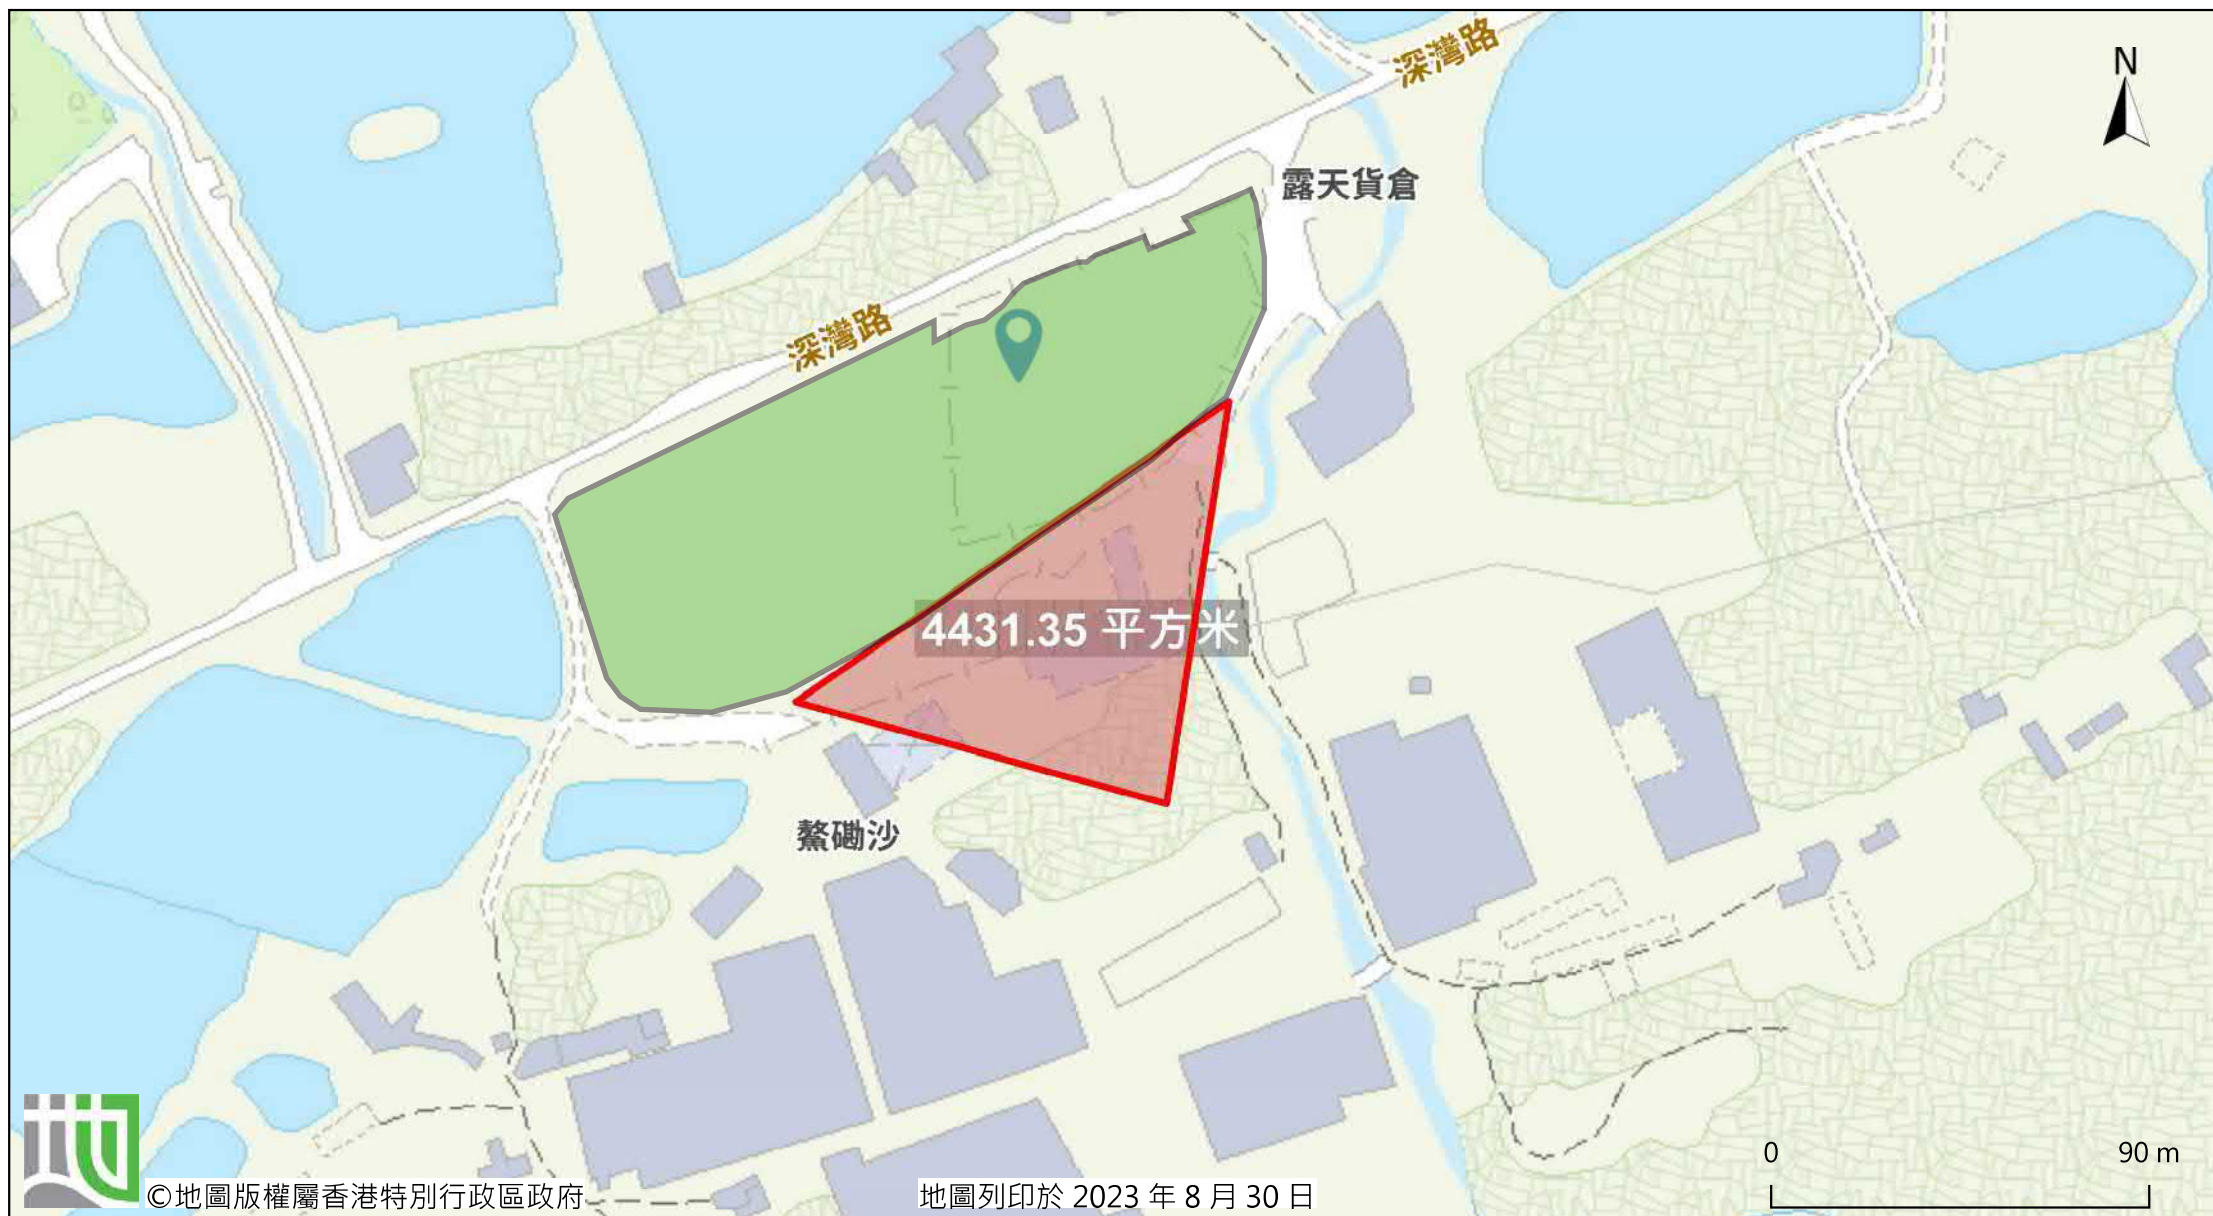 深灣路
N
露天貨倉
深灣路
4431.35 平方米
鰲磡沙
0 90 m
©地圖版權屬香港特別行政區政府
地圖列印於 2023 年 8 月 30 日